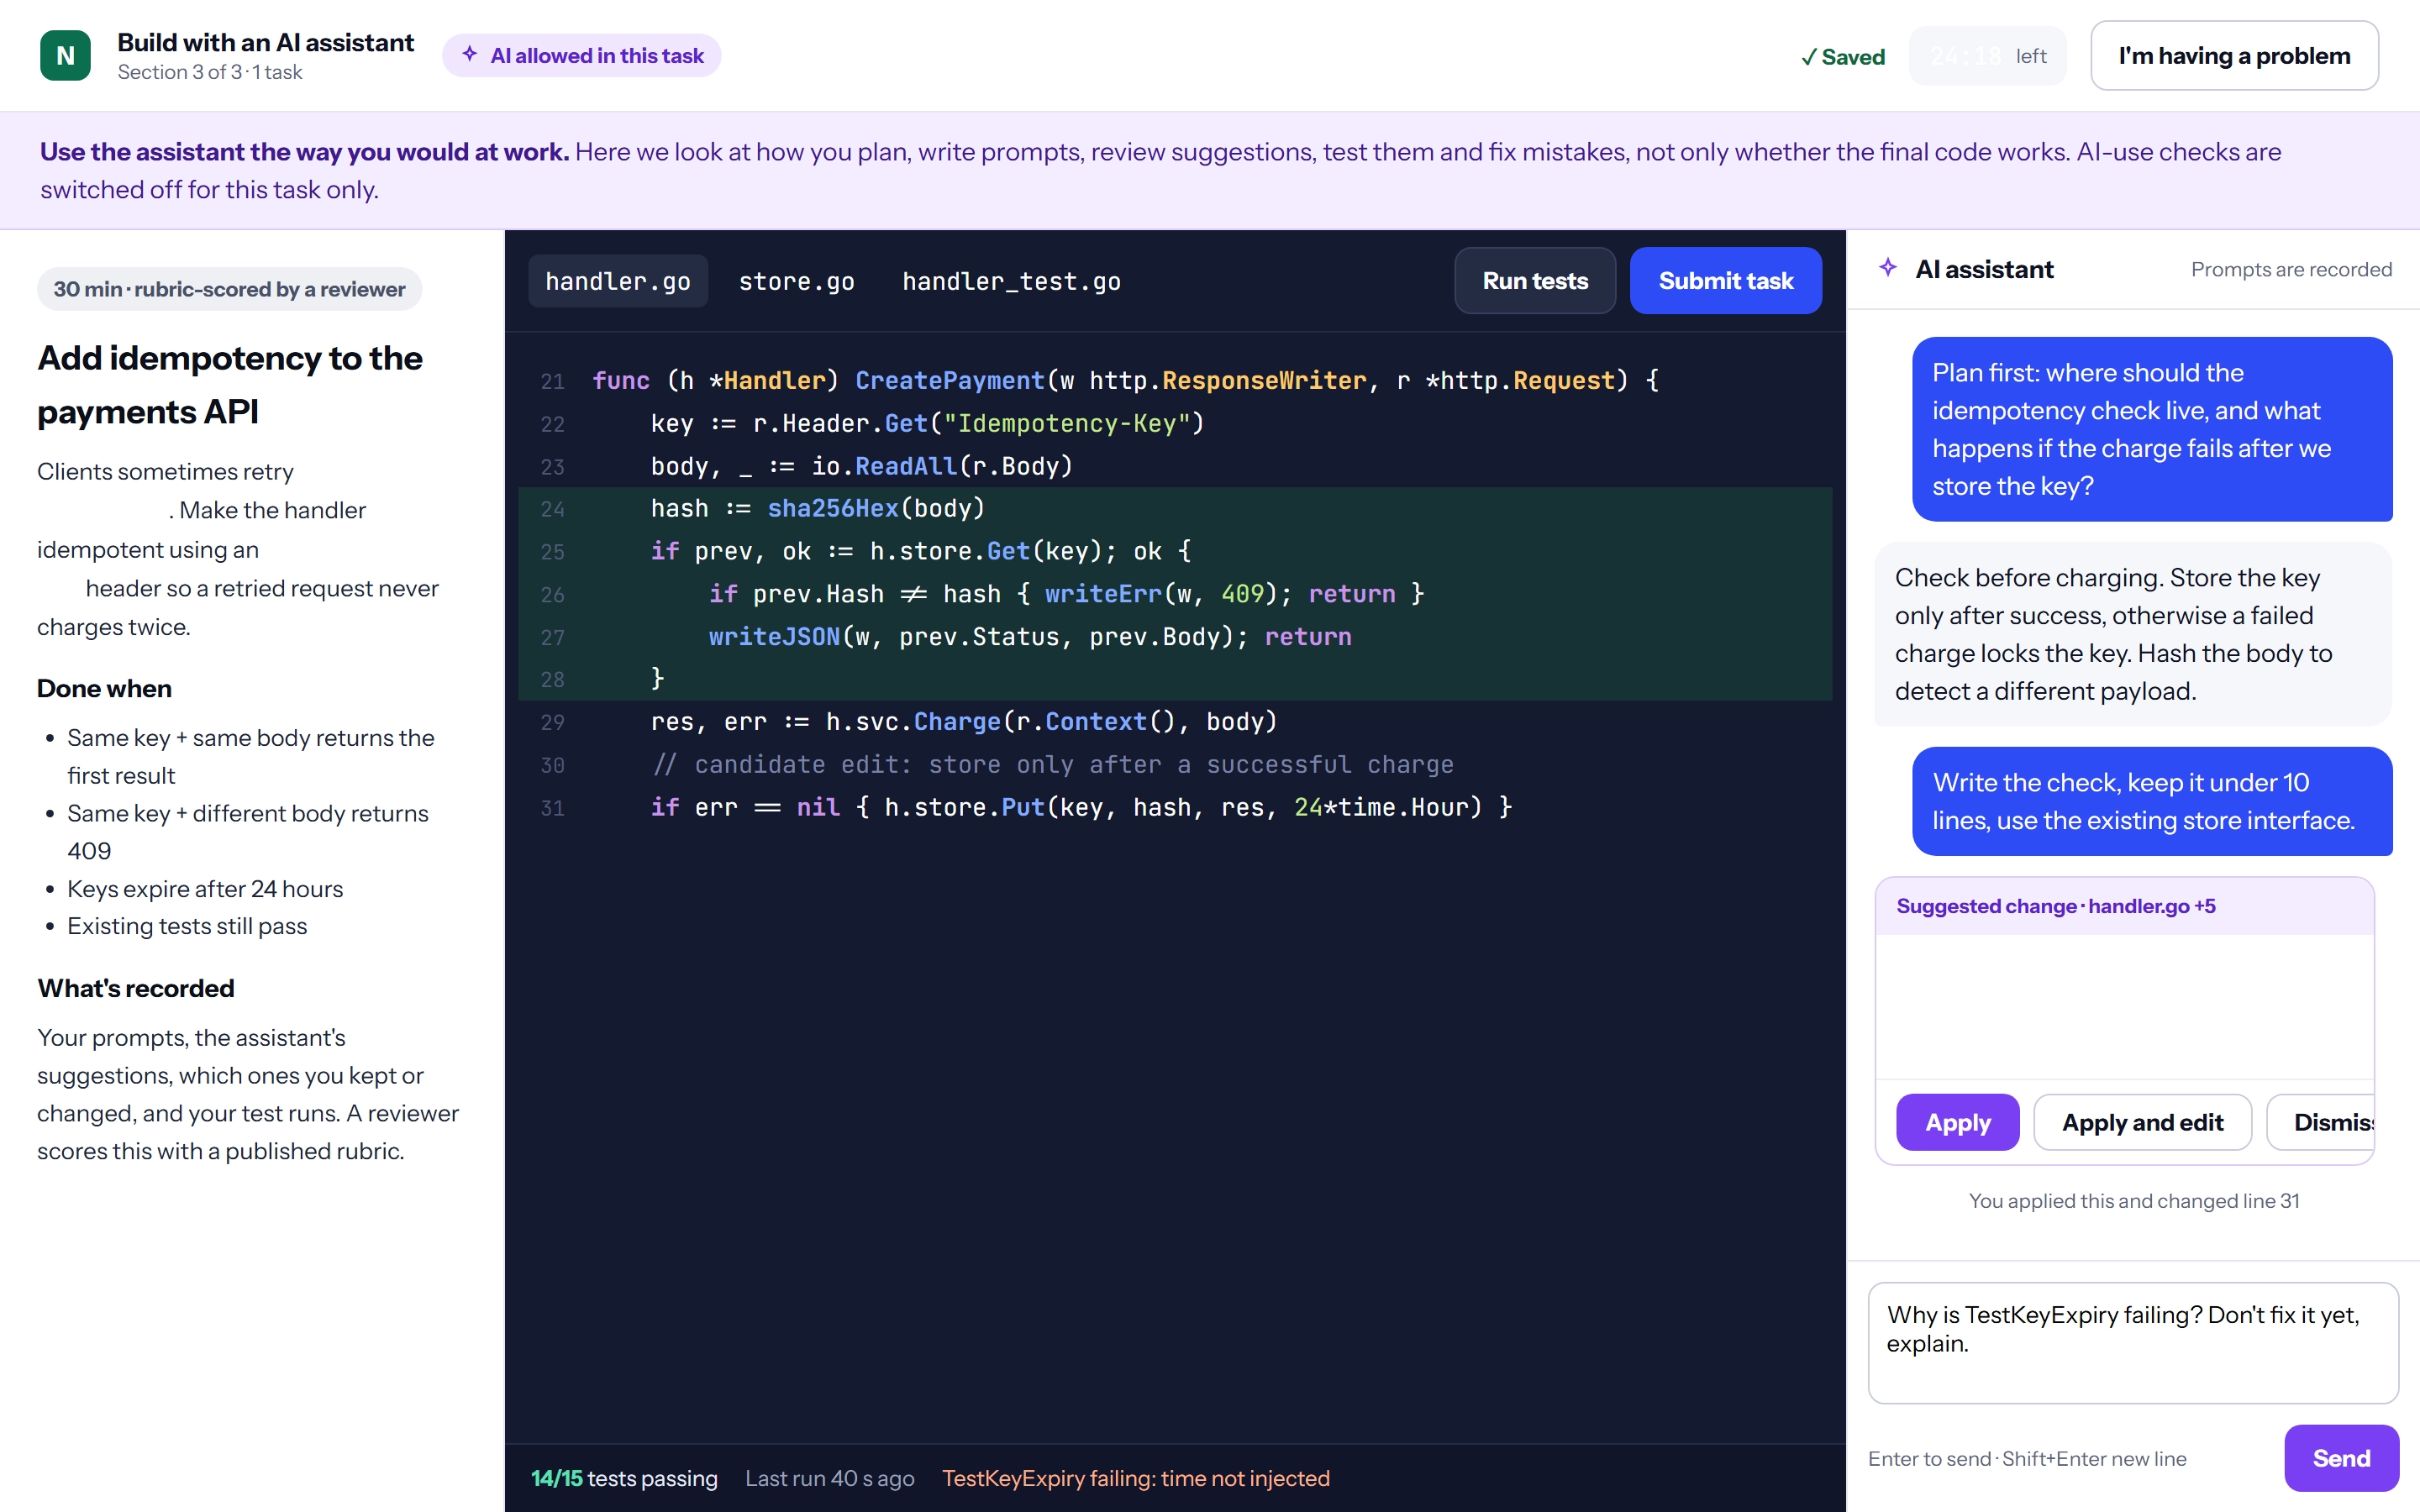 N
Build with an AI assistant
Section 3 of 3 · 1 task
AI allowed in this task
✓ Saved
24:18 left
I'm having a problem
Use the assistant the way you would at work. Here we look at how you plan, write prompts, review suggestions, test them and fix mistakes, not only whether the final code works. AI-use checks are
switched off for this task only.
30 min · rubric-scored by a reviewer
Add idempotency to the
payments API
Clients sometimes retry
. Make the handler
idempotent using an
header so a retried request never
charges twice.
Done when
• Same key + same body returns the
first result
• Same key + different body returns
409
• Keys expire after 24 hours
• Existing tests still pass
What's recorded
Your prompts, the assistant's
suggestions, which ones you kept or
changed, and your test runs. A reviewer
scores this with a published rubric.
handler.go store.go handler_test.go
Run tests
Submit task
21 func (h *Handler) CreatePayment(w http.ResponseWriter, r *http.Request) {
22 key := r.Header.Get("Idempotency-Key")
23 body, _ := io.ReadAll(r.Body)
24 hash := sha256Hex(body)
25 if prev, ok := h.store.Get(key); ok {
26 if prev.Hash != hash { writeErr(w, 409); return }
27 writeJSON(w, prev.Status, prev.Body); return
28 }
29 res, err := h.svc.Charge(r.Context(), body)
30 // candidate edit: store only after a successful charge
31 if err == nil { h.store.Put(key, hash, res, 24*time.Hour) }
14/15 tests passing
Last run 40 s ago
TestKeyExpiry failing: time not injected
AI assistant
Prompts are recorded
Plan first: where should the
idempotency check live, and what
happens if the charge fails after we
store the key?
Check before charging. Store the key
only after success, otherwise a failed
charge locks the key. Hash the body to
detect a different payload.
Write the check, keep it under 10
lines, use the existing store interface.
Suggested change · handler.go +5
Apply
Apply and edit
Dismiss
You applied this and changed line 31
Why is TestKeyExpiry failing? Don't fix it yet,
explain.
Enter to send · Shift+Enter new line
Send